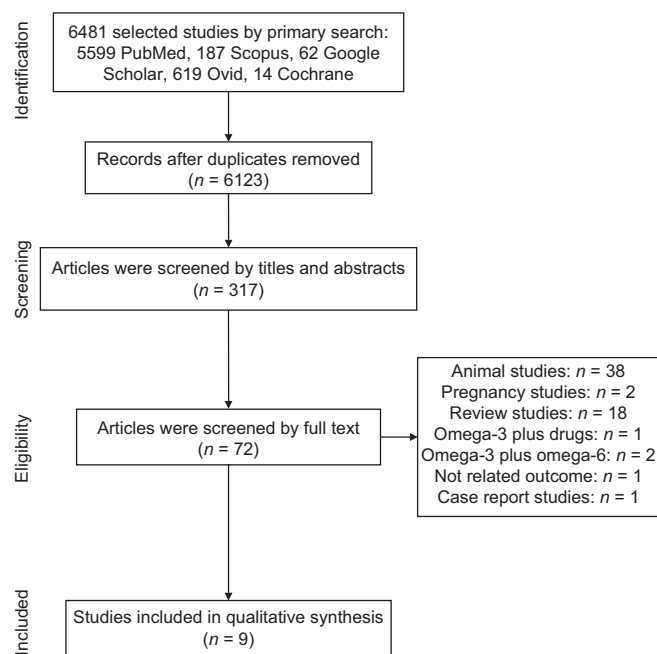 Identification
6481 selected studies by primary search:
5599 PubMed, 187 Scopus, 62 Google
Scholar, 619 Ovid, 14 Cochrane
Records after duplicates removed
(n = 6123)
Screening
Articles were screened by titles and abstracts
(n = 317)
Eligibility
Articles were screened by full text
(n = 72)
Animal studies: n = 38
Pregnancy studies: n = 2
Review studies: n = 18
Omega-3 plus drugs: n = 1
Omega-3 plus omega-6: n = 2
Not related outcome: n = 1
Case report studies: n = 1
Included
Studies included in qualitative synthesis
(n = 9)